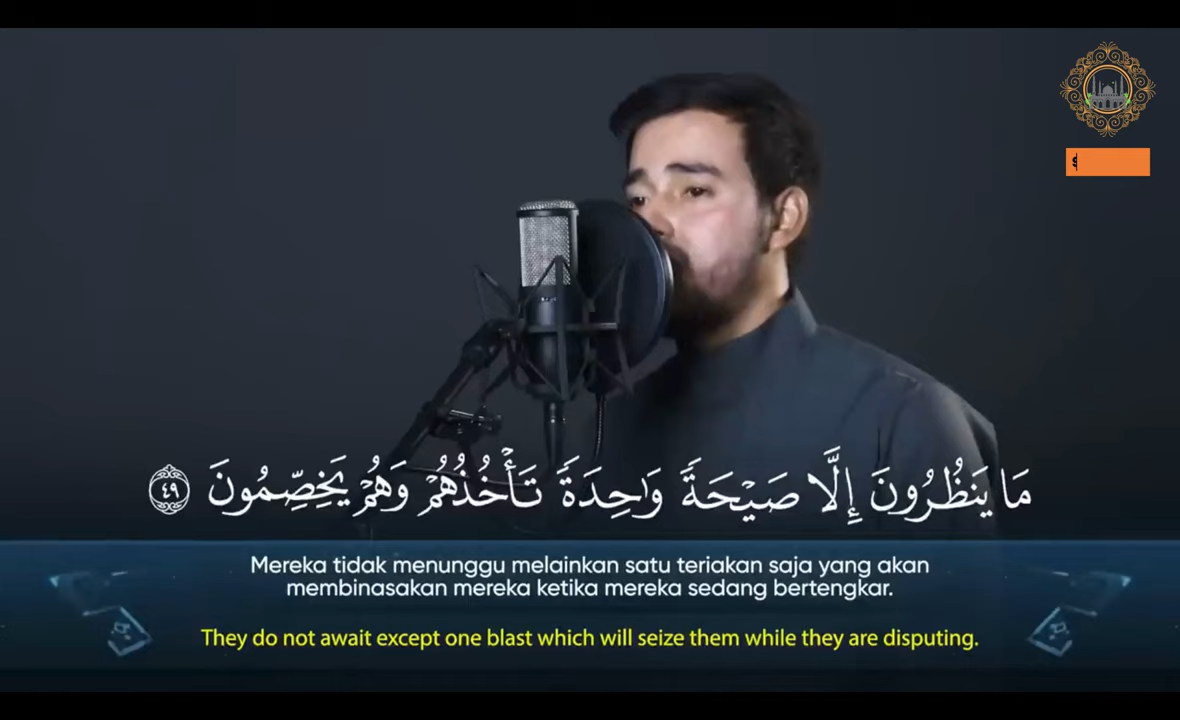 مَا يَنظُرُونَ إِلَّا صَيْحَةً وَاحِدَةً تَأْخُذُهُمْ وَهُمْ يَخِصِّمُونَ ٤٩
Mereka tidak menunggu melainkan satu teriakan saja yang akan
membinasakan mereka ketika mereka sedang bertengkar.
They do not await except one blast which will seize them while they are disputing.